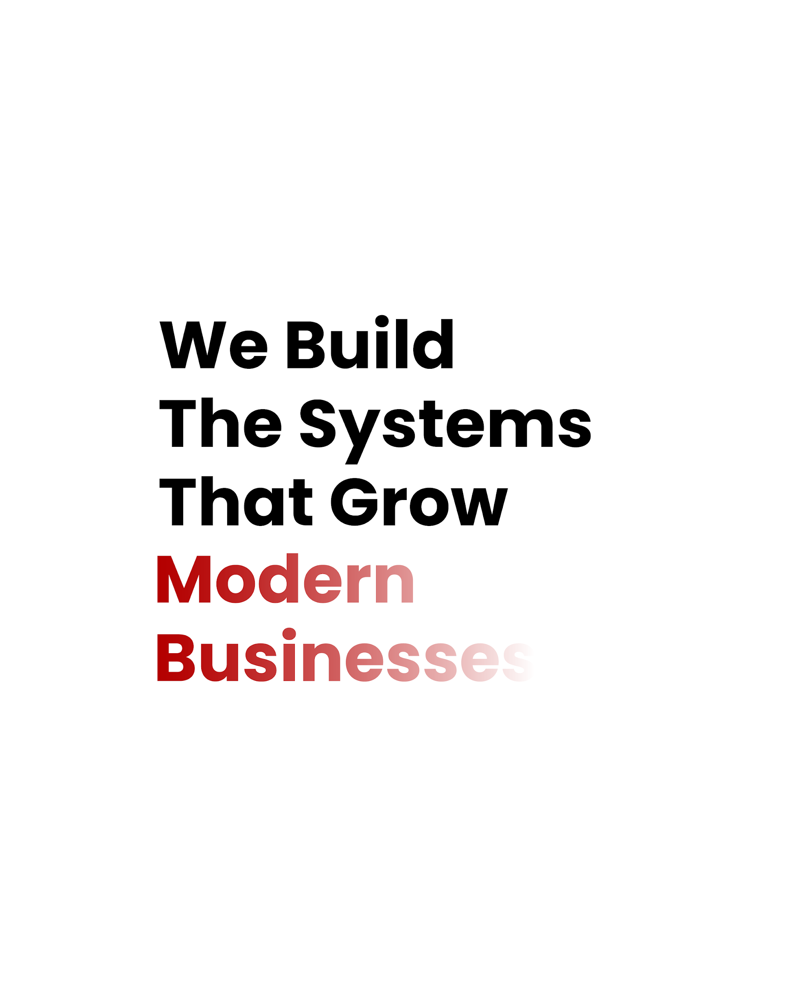 We Build
The Systems
That Grow
Modern
Businesses